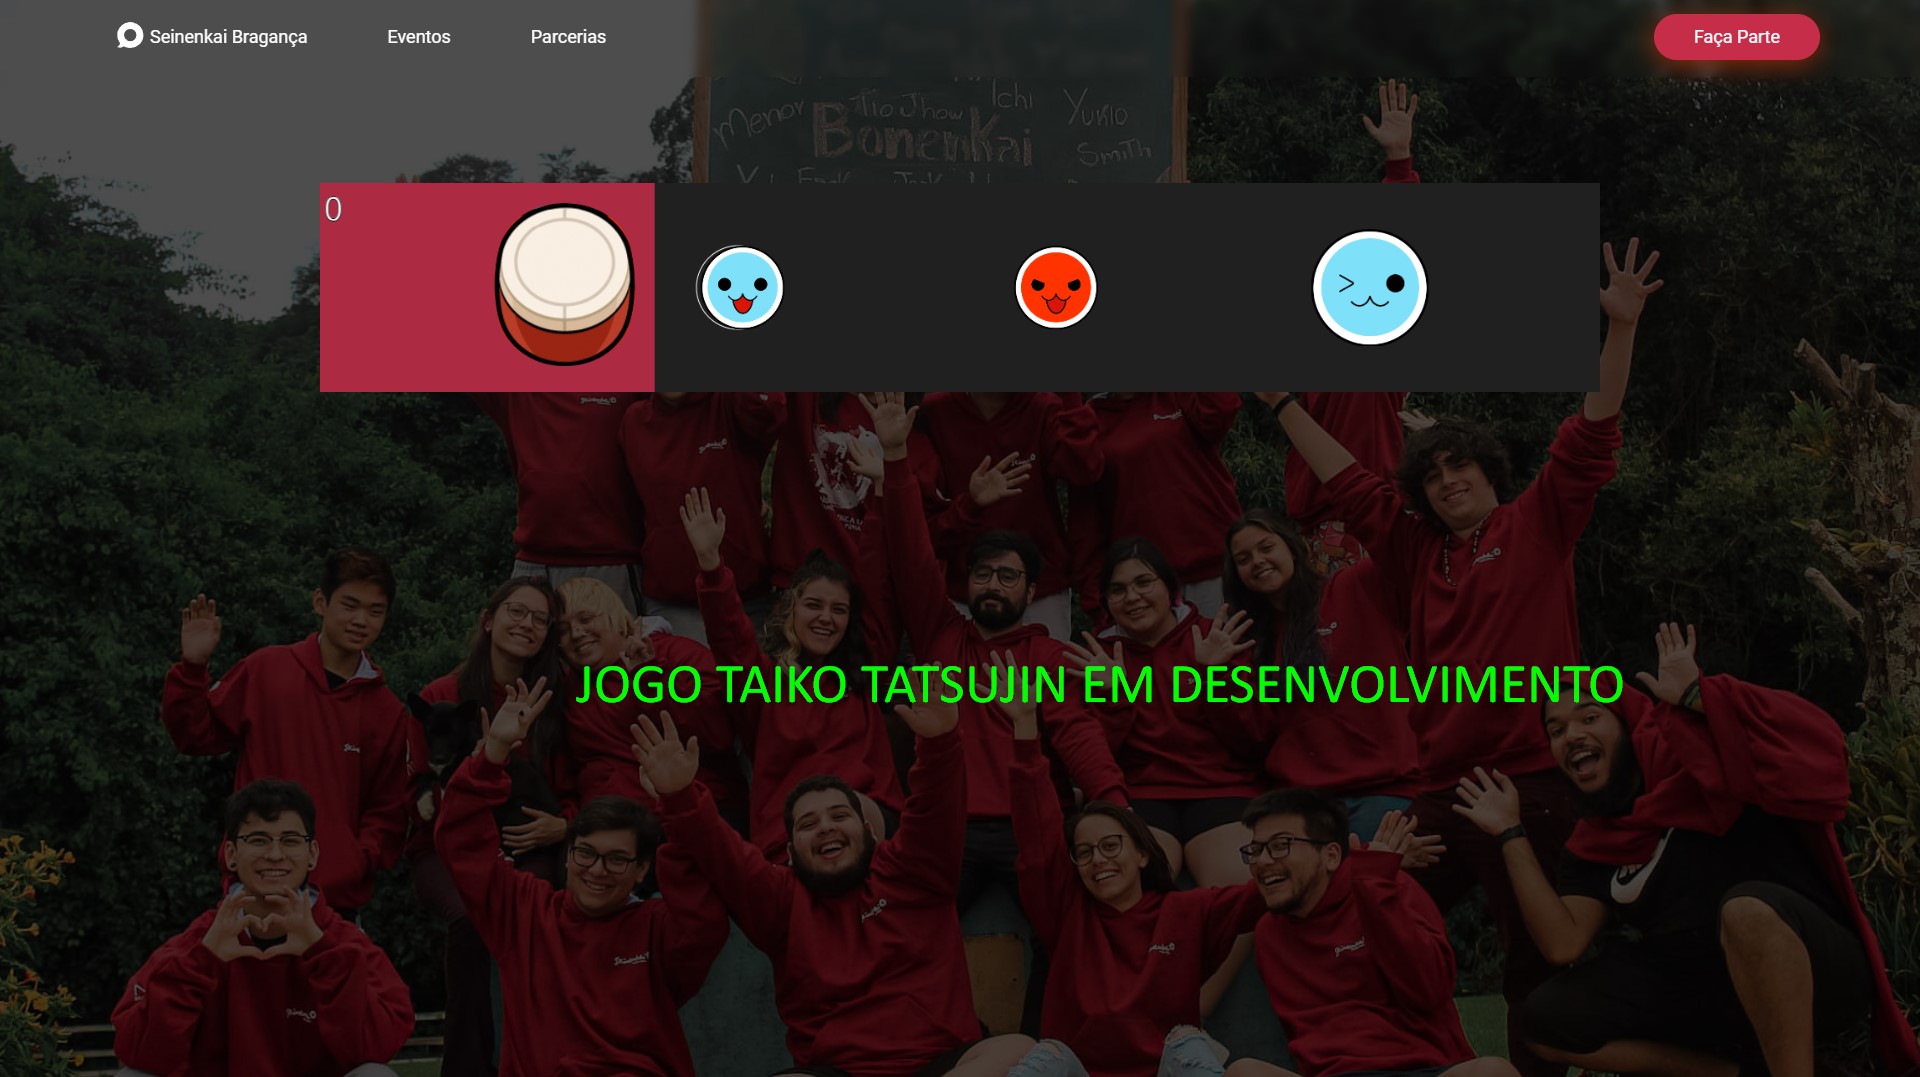 Seinenkai Bragança
Eventos
Parcerias
Faça Parte
Menor Tio Jhow Ichi Yukio
Bonenkai Smith
0
JOGO TAIKO TATSUJIN EM DESENVOLVIMENTO